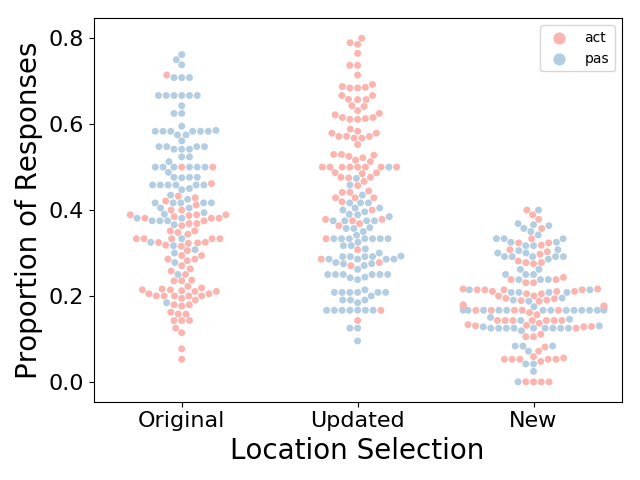 act
pas
0.8
0.6
0.4
0.2
0.0
Proportion of Responses
Original
Updated
New
Location Selection